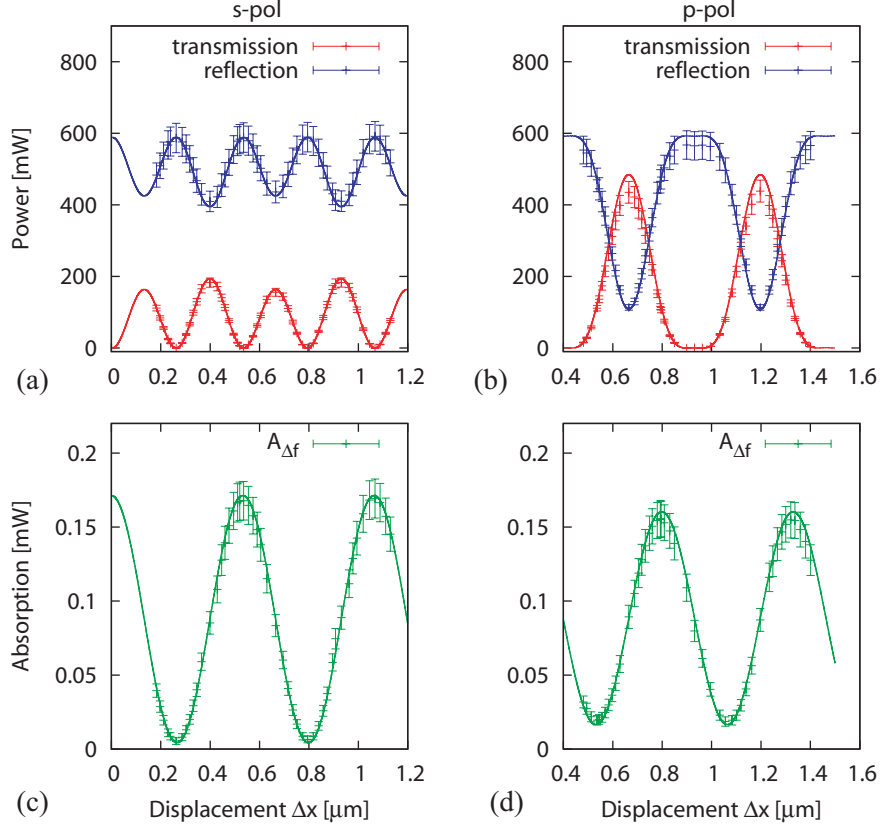 s-pol
p-pol
800
600
400
200
0
Power [mW]
transmission
reflection
0 0.2 0.4 0.6 0.8 1 1.2
(a)
800
600
400
200
0
transmission
reflection
0.4 0.6 0.8 1 1.2 1.4 1.6
(b)
0.2
0.15
0.1
0.05
0
Absorption [mW]
A Δf
0 0.2 0.4 0.6 0.8 1 1.2
(c)
Displacement Δx [μm]
0.2
0.15
0.1
0.05
0
A Δf
0.4 0.6 0.8 1 1.2 1.4 1.6
(d)
Displacement Δx [μm]